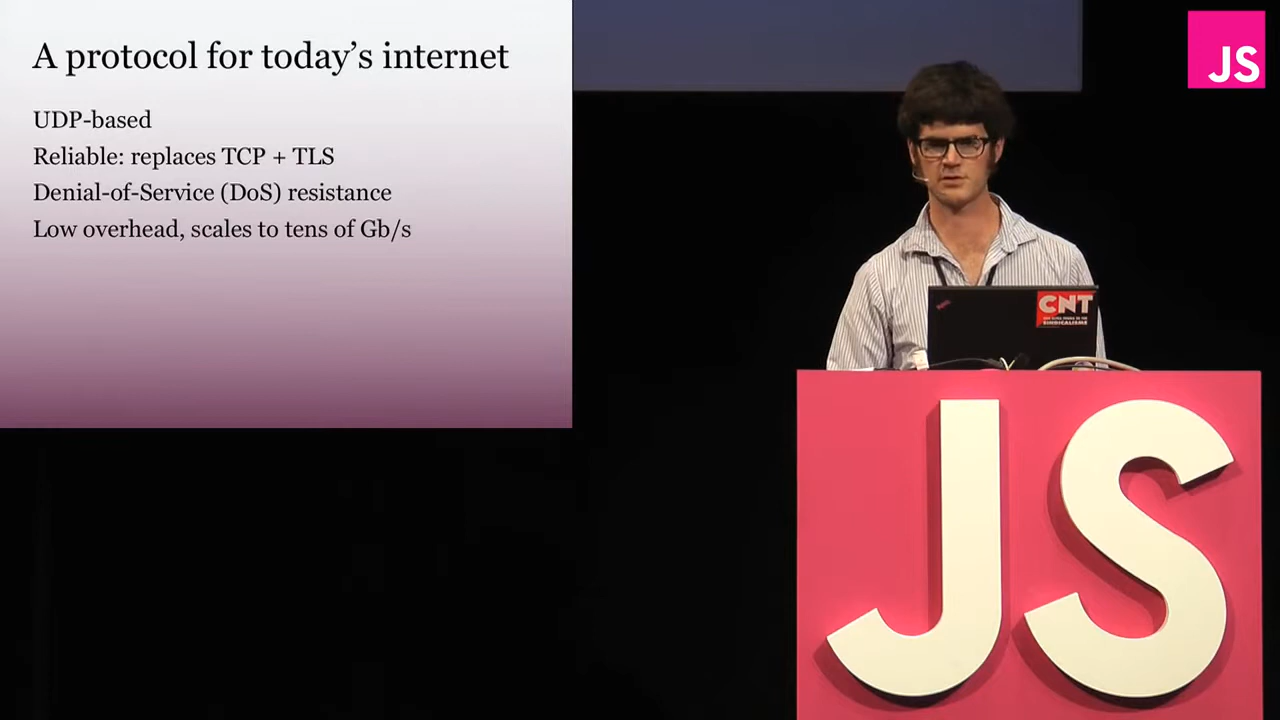 A protocol for today's internet
UDP-based
Reliable: replaces TCP + TLS
Denial-of-Service (DoS) resistance
Low overhead, scales to tens of Gb/s
JS
CNT
SINDICALISME
JS